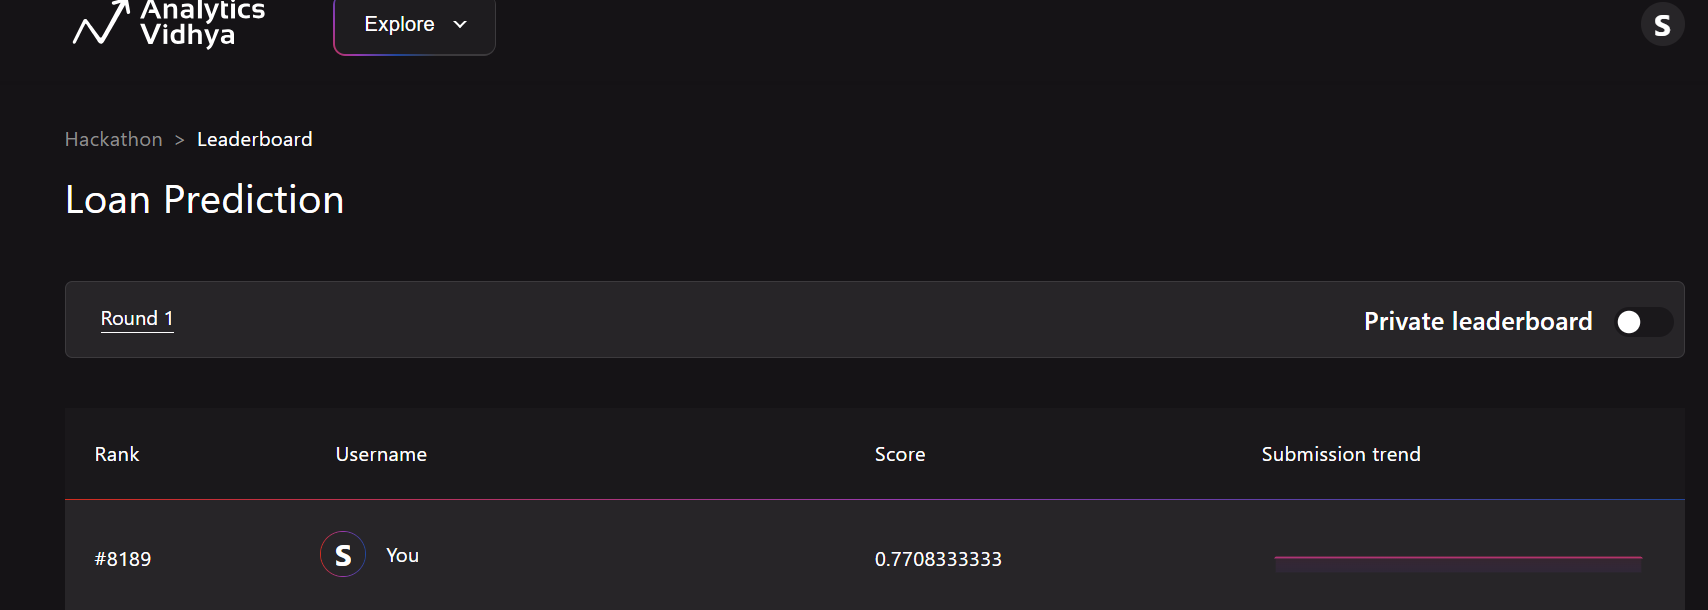 Analytics
Vidhya
Explore
S
Hackathon > Leaderboard
Loan Prediction
Round 1
Private leaderboard
Rank Username Score Submission trend
#8189 S You 0.7708333333